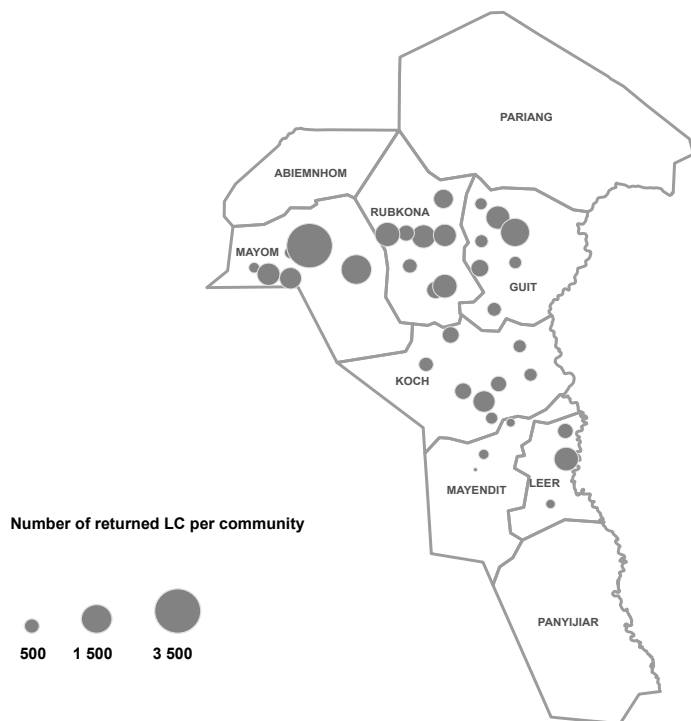 PARIANG
ABIEMNHOM
RUBKONA
MAYOM
GUIT
KOCH
MAYENDIT
LEER
Number of returned LC per community
PANYIJIAR
500 1 500 3 500